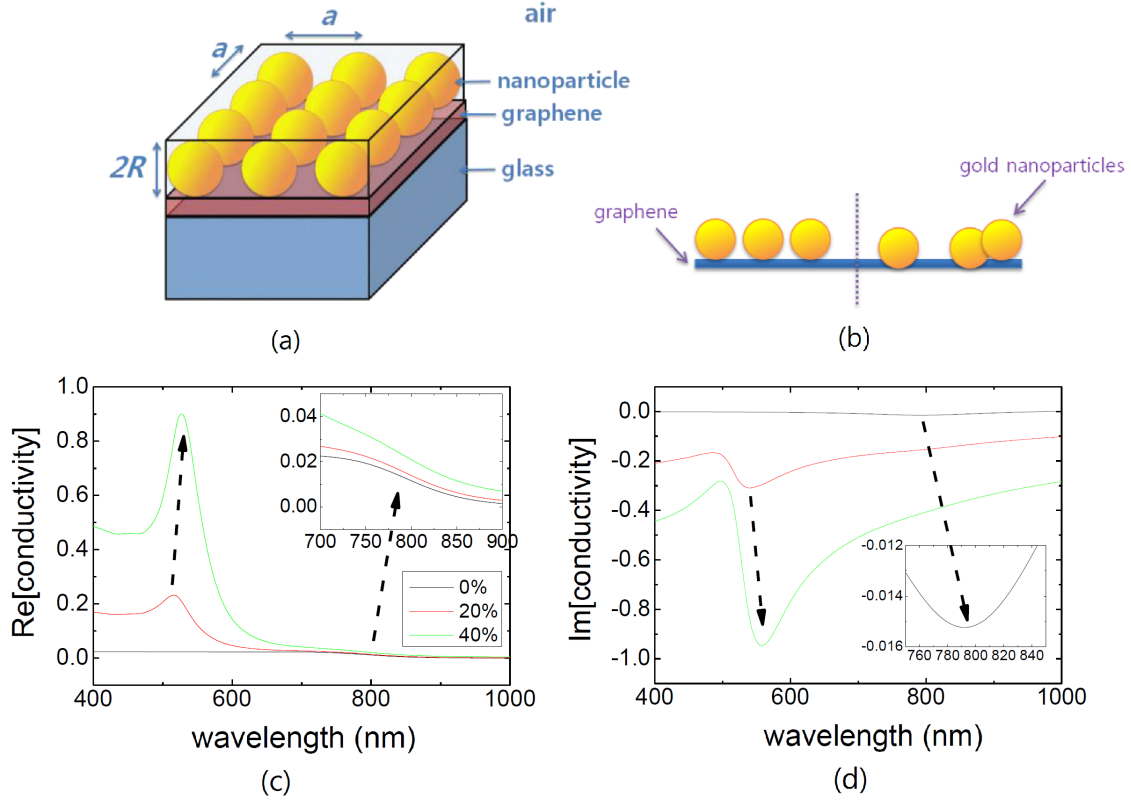 air
a
a
nanoparticle
graphene
2R
glass
(a)
gold nanoparticles
graphene
(b)
Re[conductivity]
1.0
0.8
0.6
0.4
0.2
0.0
400
600
800
1000
wavelength (nm)
0.04
0.02
0.00
700
750
800
850
900
0%
20%
40%
(c)
Im[conductivity]
0.0
-0.2
-0.4
-0.6
-0.8
-1.0
400
600
800
1000
wavelength (nm)
-0.012
-0.014
-0.016
760
780
800
820
840
(d)